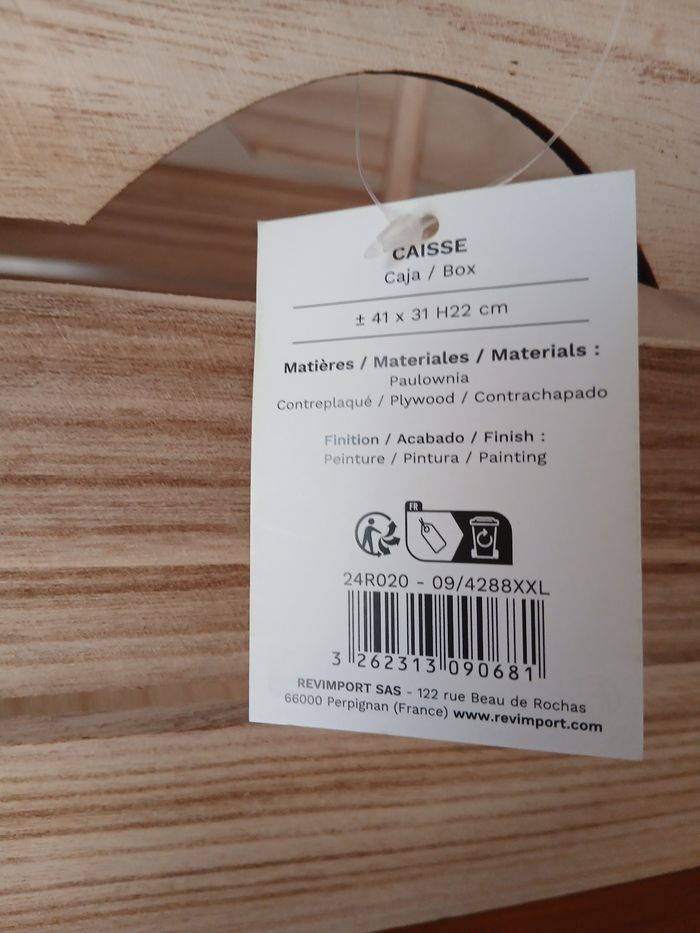 CAISSE
Caja / Box
± 41 x 31 H22 cm
Matières / Materiales / Materials :
Paulownia
Contreplaqué / Plywood / Contrachapado
Finition / Acabado / Finish :
Peinture / Pintura / Painting
FR
24R020 - 09/4288XXL
3 262313 090681
REVIMPORT SAS - 122 rue Beau de Rochas
66000 Perpignan (France) www.revimport.com